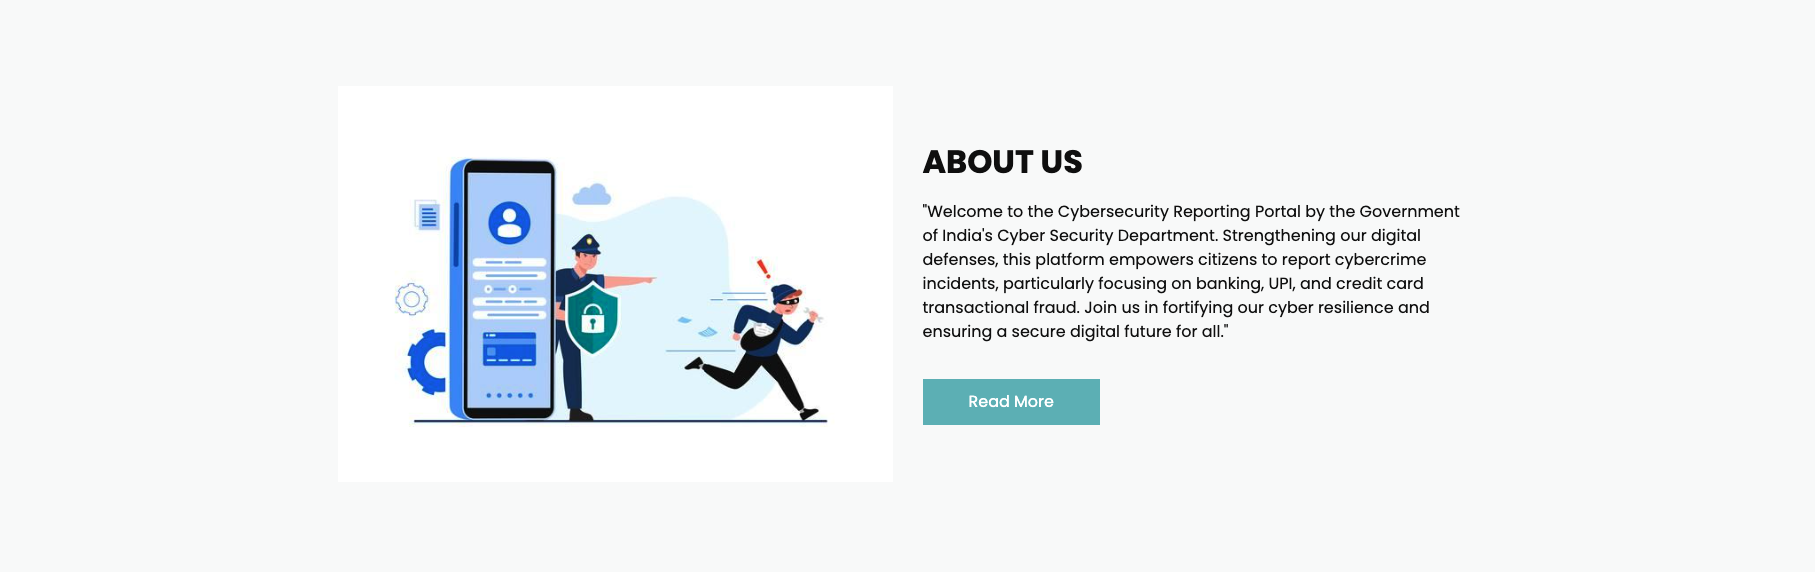 ABOUT US
"Welcome to the Cybersecurity Reporting Portal by the Government
of India's Cyber Security Department. Strengthening our digital
defenses, this platform empowers citizens to report cybercrime
incidents, particularly focusing on banking, UPI, and credit card
transactional fraud. Join us in fortifying our cyber resilience and
ensuring a secure digital future for all."
Read More